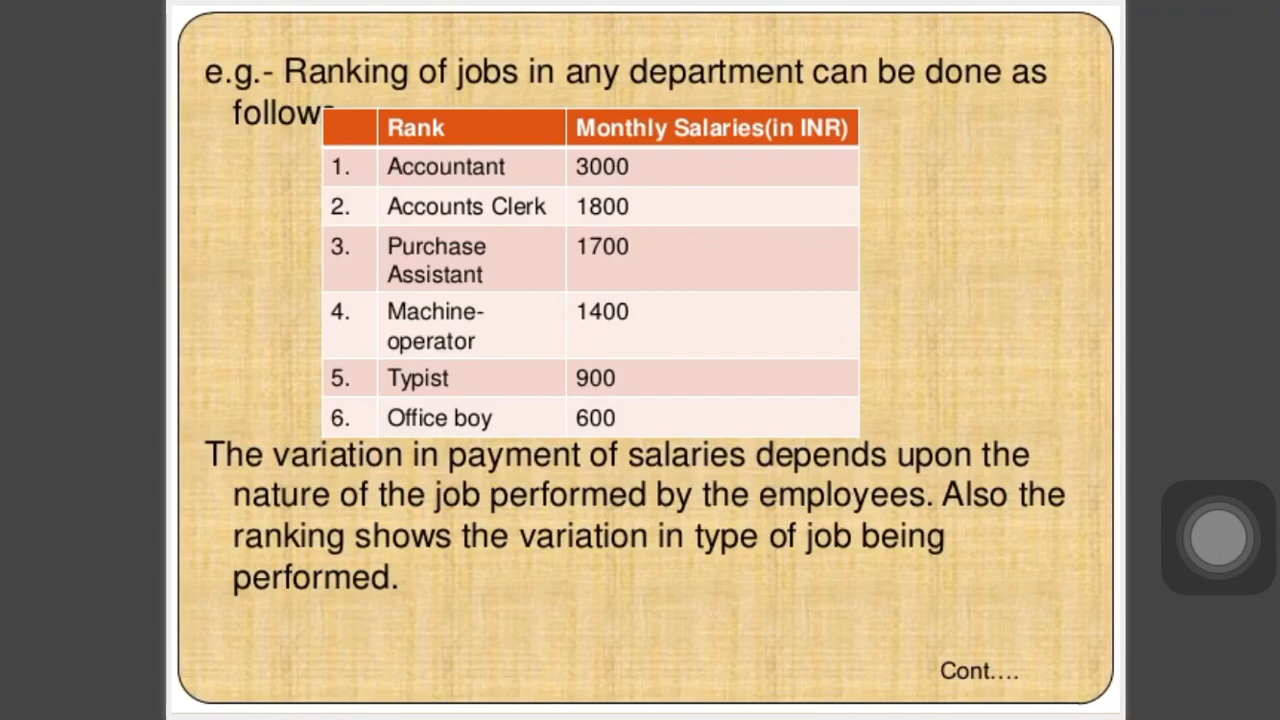 e.g.- Ranking of jobs in any department can be done as
follows
Rank Monthly Salaries(in INR)
1. Accountant 3000
2. Accounts Clerk 1800
3. Purchase 1700
Assistant
4. Machine- 1400
operator
5. Typist 900
6. Office boy 600
The variation in payment of salaries depends upon the
nature of the job performed by the employees. Also the
ranking shows the variation in type of job being
performed.
Cont....